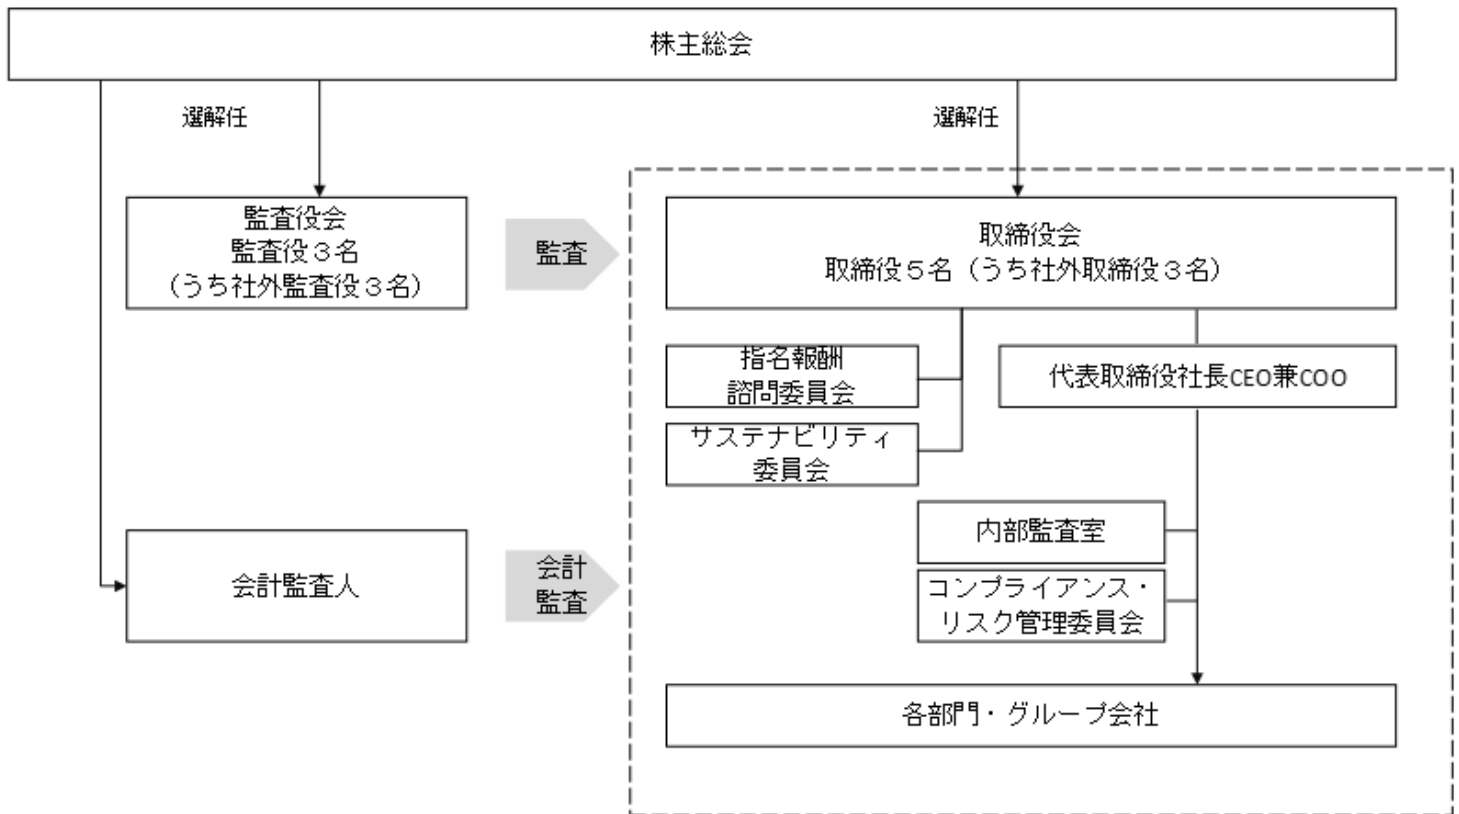 株主総会
選解任
選解任
監査役会
監査役３名
（うち社外監査役３名）
監査
取締役会
取締役５名（うち社外取締役３名）
指名報酬
諮問委員会
代表取締役社長CEO兼COO
サステナビリティ
委員会
内部監査室
会計監査人
会計
監査
コンプライアンス・
リスク管理委員会
各部門・グループ会社